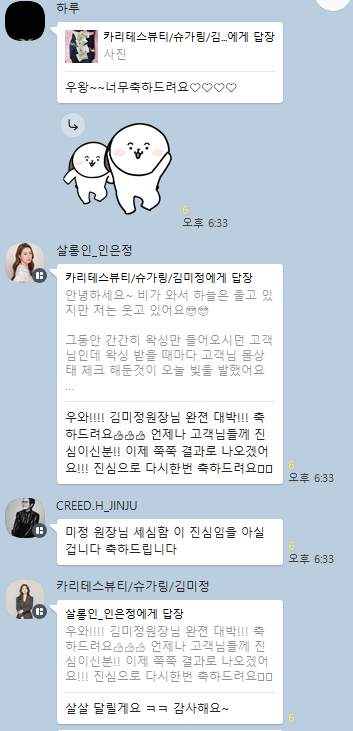 하루
카리테스뷰티/슈가링/김...에게 답장
사진
우왕~~너무축하드려요♡♡♡♡
6
오후 6:33
살롱인_인은정
카리테스뷰티/슈가링/김미정에게 답장
안녕하세요~ 비가 와서 하늘은 울고 있
지만 저는 웃고 있어요😎😎
그동안 간간히 왁싱만 들어오시던 고객
님인데 왁싱 받을 때마다 고객님 몸상
태 체크 해둔것이 오늘 빛을 발했어요
...
우와!!!! 김미정원장님 완젼 대박!!! 축
하드려요👍👍👍 언제나 고객님들께 진
심이신분!! 이제 쭉쭉 결과로 나오겠어
요!!! 진심으로 다시한번 축하드려요▯▯
6
오후 6:33
CREED.H_JINJU
미정 원장님 세심함 이 진심임을 아실
겁니다 축하드립니다
6
오후 6:33
카리테스뷰티/슈가링/김미정
살롱인_인은정에게 답장
우와!!!! 김미정원장님 완젼 대박!!! 축
하드려요👍👍👍 언제나 고객님들께 진
심이신분!! 이제 쭉쭉 결과로 나오겠어
요!!! 진심으로 다시한번 축하드려요▯▯
살살 달릴게요 ㅋㅋ 감사해요~
6